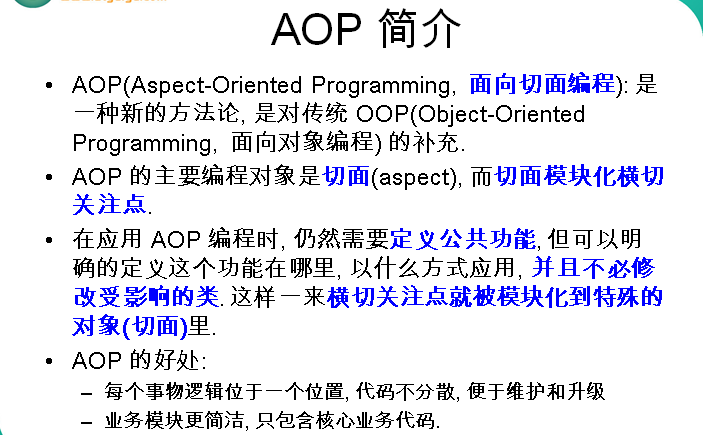 AOP 简介
• AOP(Aspect-Oriented Programming, 面向切面编程): 是
一种新的方法论, 是对传统 OOP(Object-Oriented
Programming, 面向对象编程) 的补充.
• AOP 的主要编程对象是切面(aspect), 而切面模块化横切
关注点.
• 在应用 AOP 编程时, 仍然需要定义公共功能, 但可以明
确的定义这个功能在哪里, 以什么方式应用, 并且不必修
改受影响的类. 这样一来横切关注点就被模块化到特殊的
对象(切面)里.
• AOP 的好处:
– 每个事物逻辑位于一个位置, 代码不分散, 便于维护和升级
– 业务模块更简洁, 只包含核心业务代码.